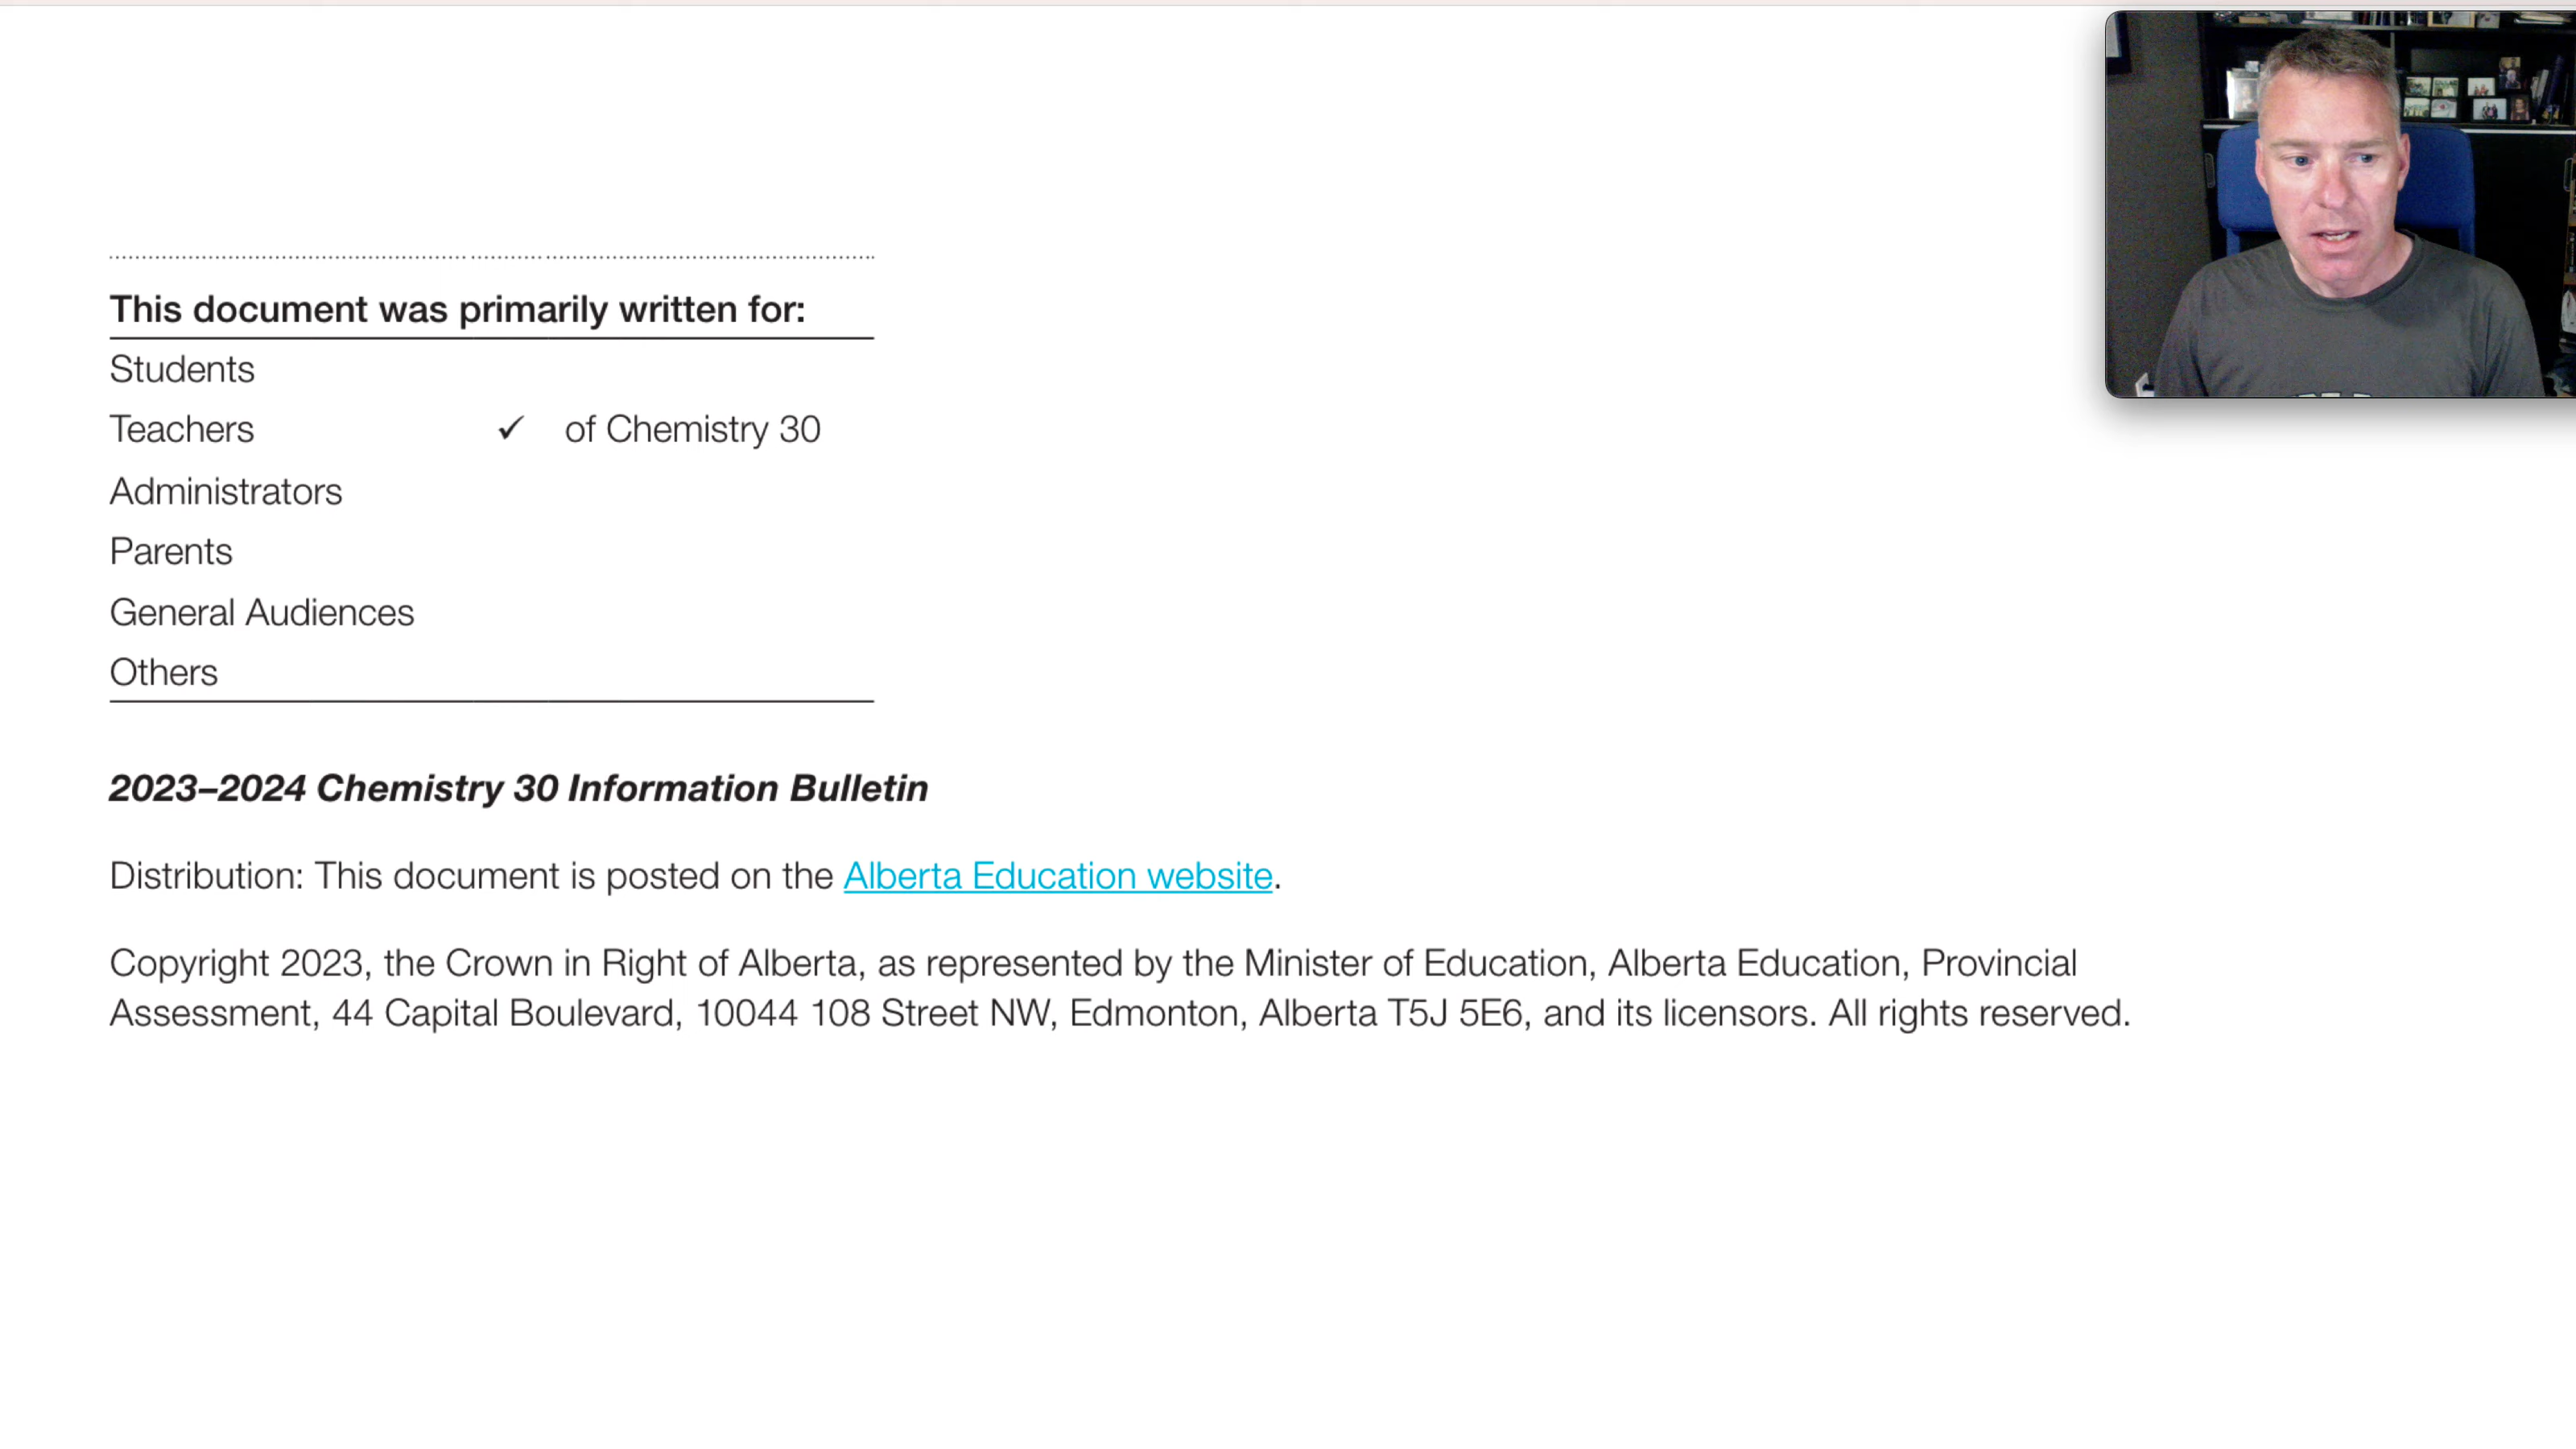 This document was primarily written for:
Students
Teachers ✓ of Chemistry 30
Administrators
Parents
General Audiences
Others
2023–2024 Chemistry 30 Information Bulletin
Distribution: This document is posted on the Alberta Education website.
Copyright 2023, the Crown in Right of Alberta, as represented by the Minister of Education, Alberta Education, Provincial
Assessment, 44 Capital Boulevard, 10044 108 Street NW, Edmonton, Alberta T5J 5E6, and its licensors. All rights reserved.